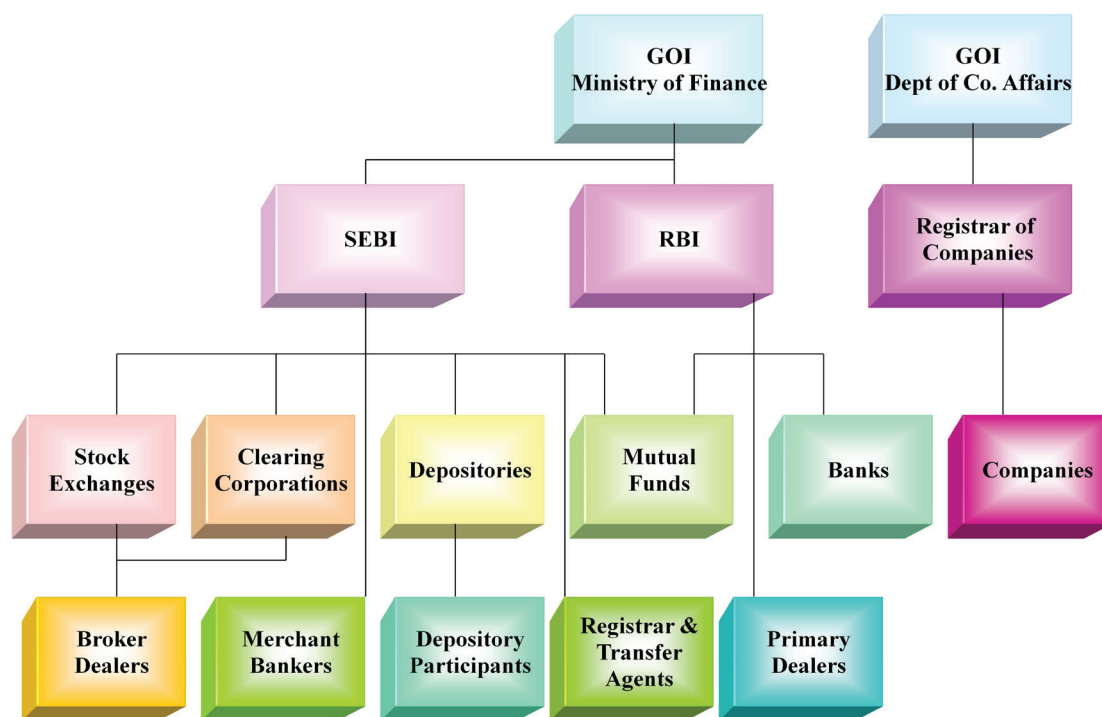 GOI
Ministry of Finance
GOI
Dept of Co. Affairs
SEBI
RBI
Registrar of
Companies
Stock
Exchanges
Clearing
Corporations
Depositories
Mutual
Funds
Banks
Companies
Broker
Dealers
Merchant
Bankers
Depository
Participants
Registrar &
Transfer
Agents
Primary
Dealers